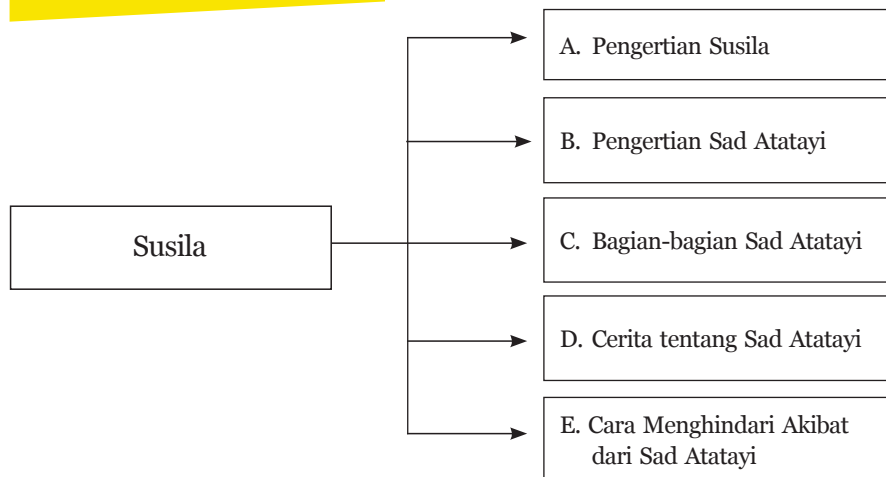 A. Pengertian Susila
B. Pengertian Sad Atatayi
Susila
C. Bagian-bagian Sad Atatayi
D. Cerita tentang Sad Atatayi
E. Cara Menghindari Akibat
dari Sad Atatayi